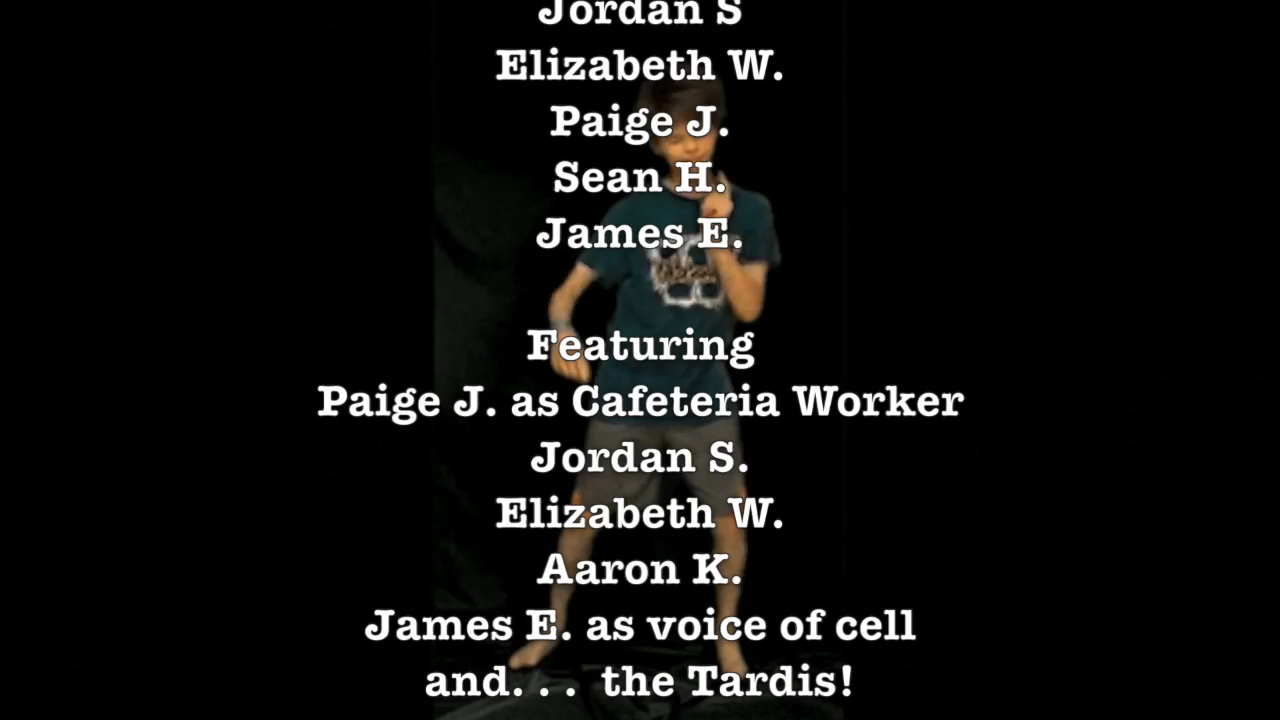 Jordan S
Elizabeth W.
Paige J.
Sean H.
James E.
Featuring
Paige J. as Cafeteria Worker
Jordan S.
Elizabeth W.
Aaron K.
James E. as voice of cell
and. . .  the Tardis!